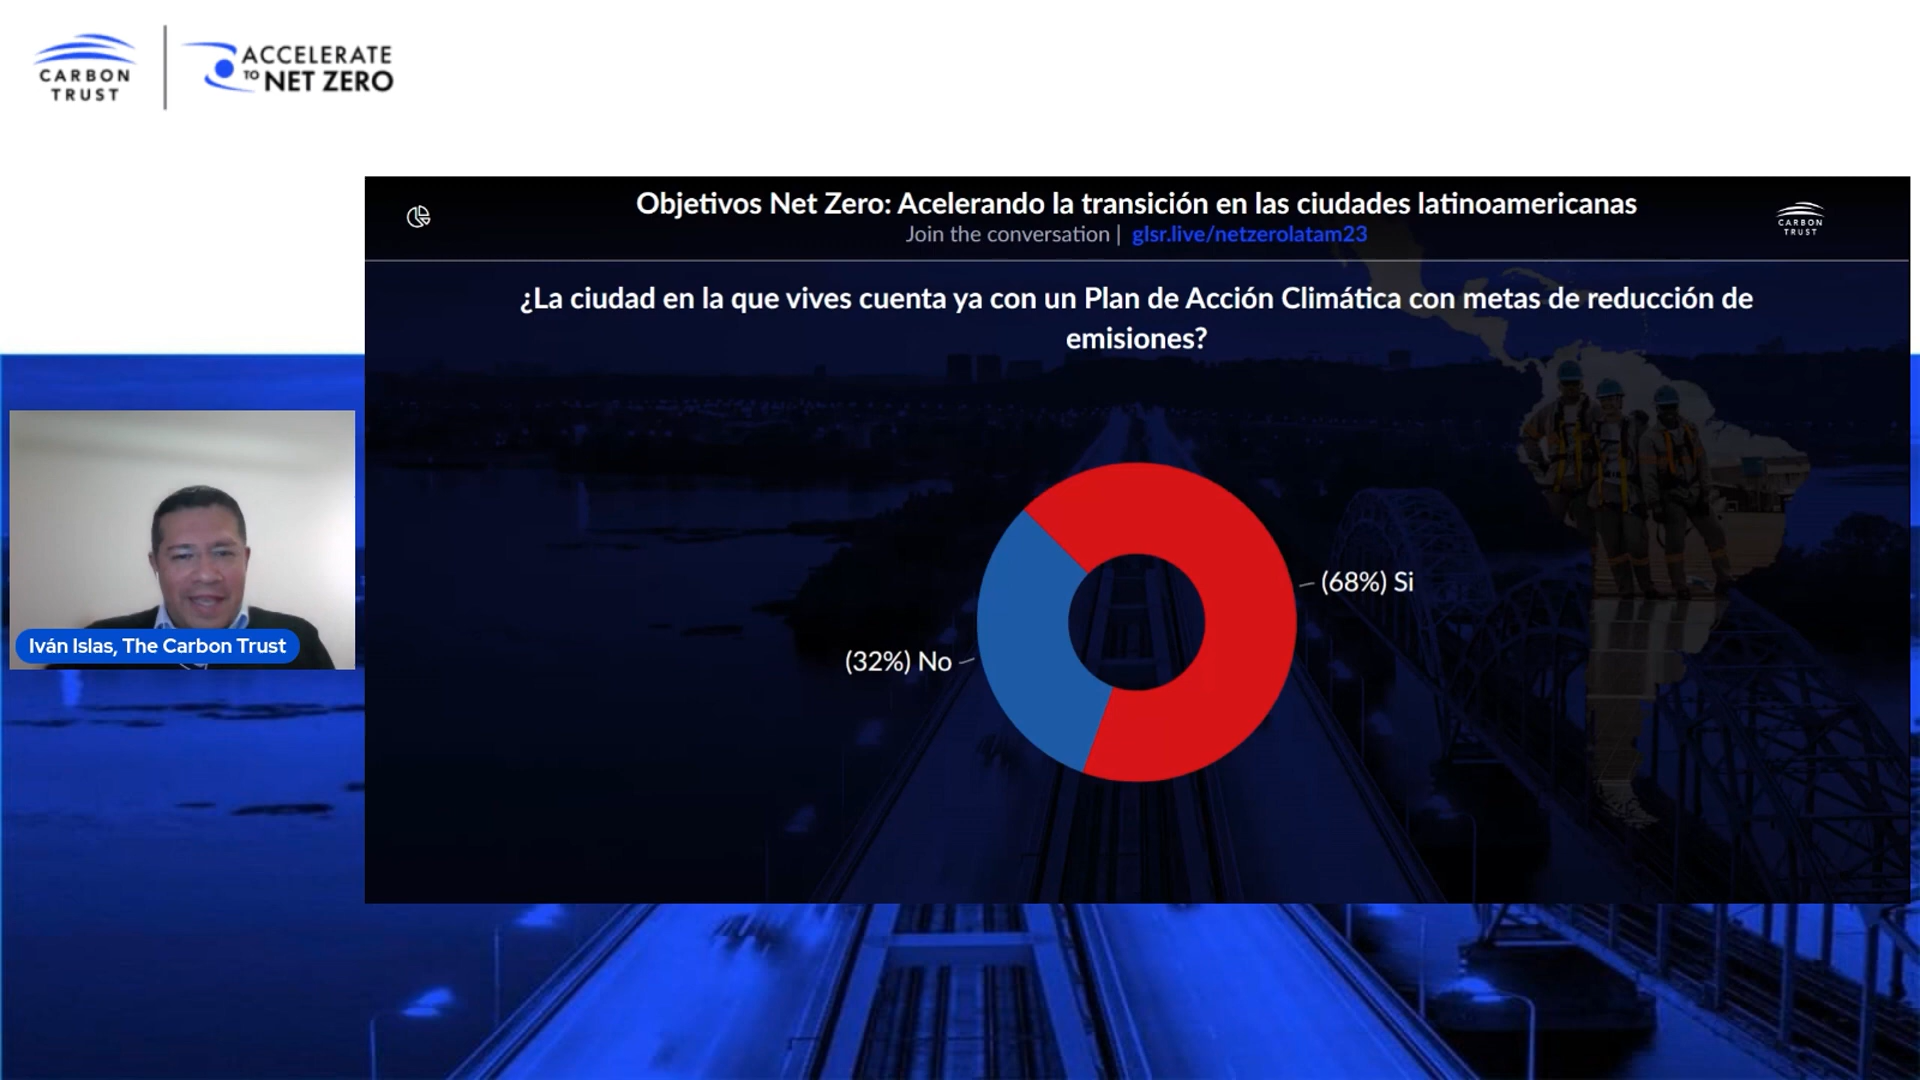 CARBON
TRUST
ACCELERATE
TO NET ZERO
Objetivos Net Zero: Acelerando la transición en las ciudades latinoamericanas
Join the conversation | glsr.live/netzerolatam23
CARBON
TRUST
¿La ciudad en la que vives cuenta ya con un Plan de Acción Climática con metas de reducción de
emisiones?
(68%) Si
(32%) No
Iván Islas, The Carbon Trust